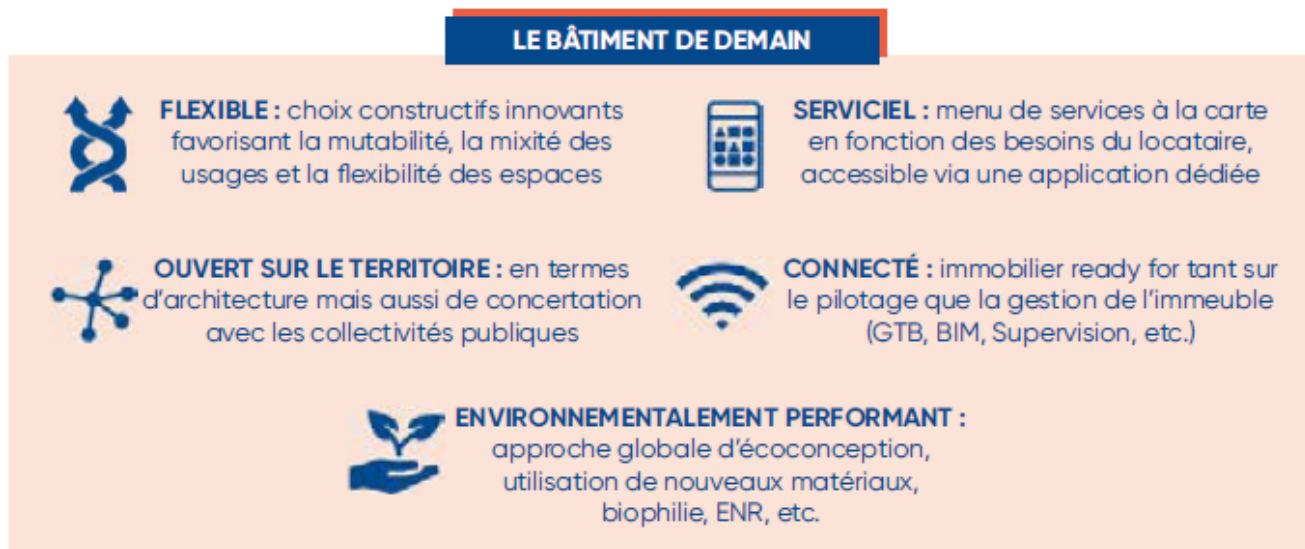 LE BÂTIMENT DE DEMAIN
FLEXIBLE : choix constructifs innovants
favorisant la mutabilité, la mixité des
usages et la flexibilité des espaces
SERVICIEL : menu de services à la carte
en fonction des besoins du locataire,
accessible via une application dédiée
OUVERT SUR LE TERRITOIRE : en termes
d'architecture mais aussi de concertation
avec les collectivités publiques
CONNECTÉ : immobilier ready for tant sur
le pilotage que la gestion de l'immeuble
(GTB, BIM, Supervision, etc.)
ENVIRONNEMENTALEMENT PERFORMANT :
approche globale d'écoconception,
utilisation de nouveaux matériaux,
biophilie, ENR, etc.